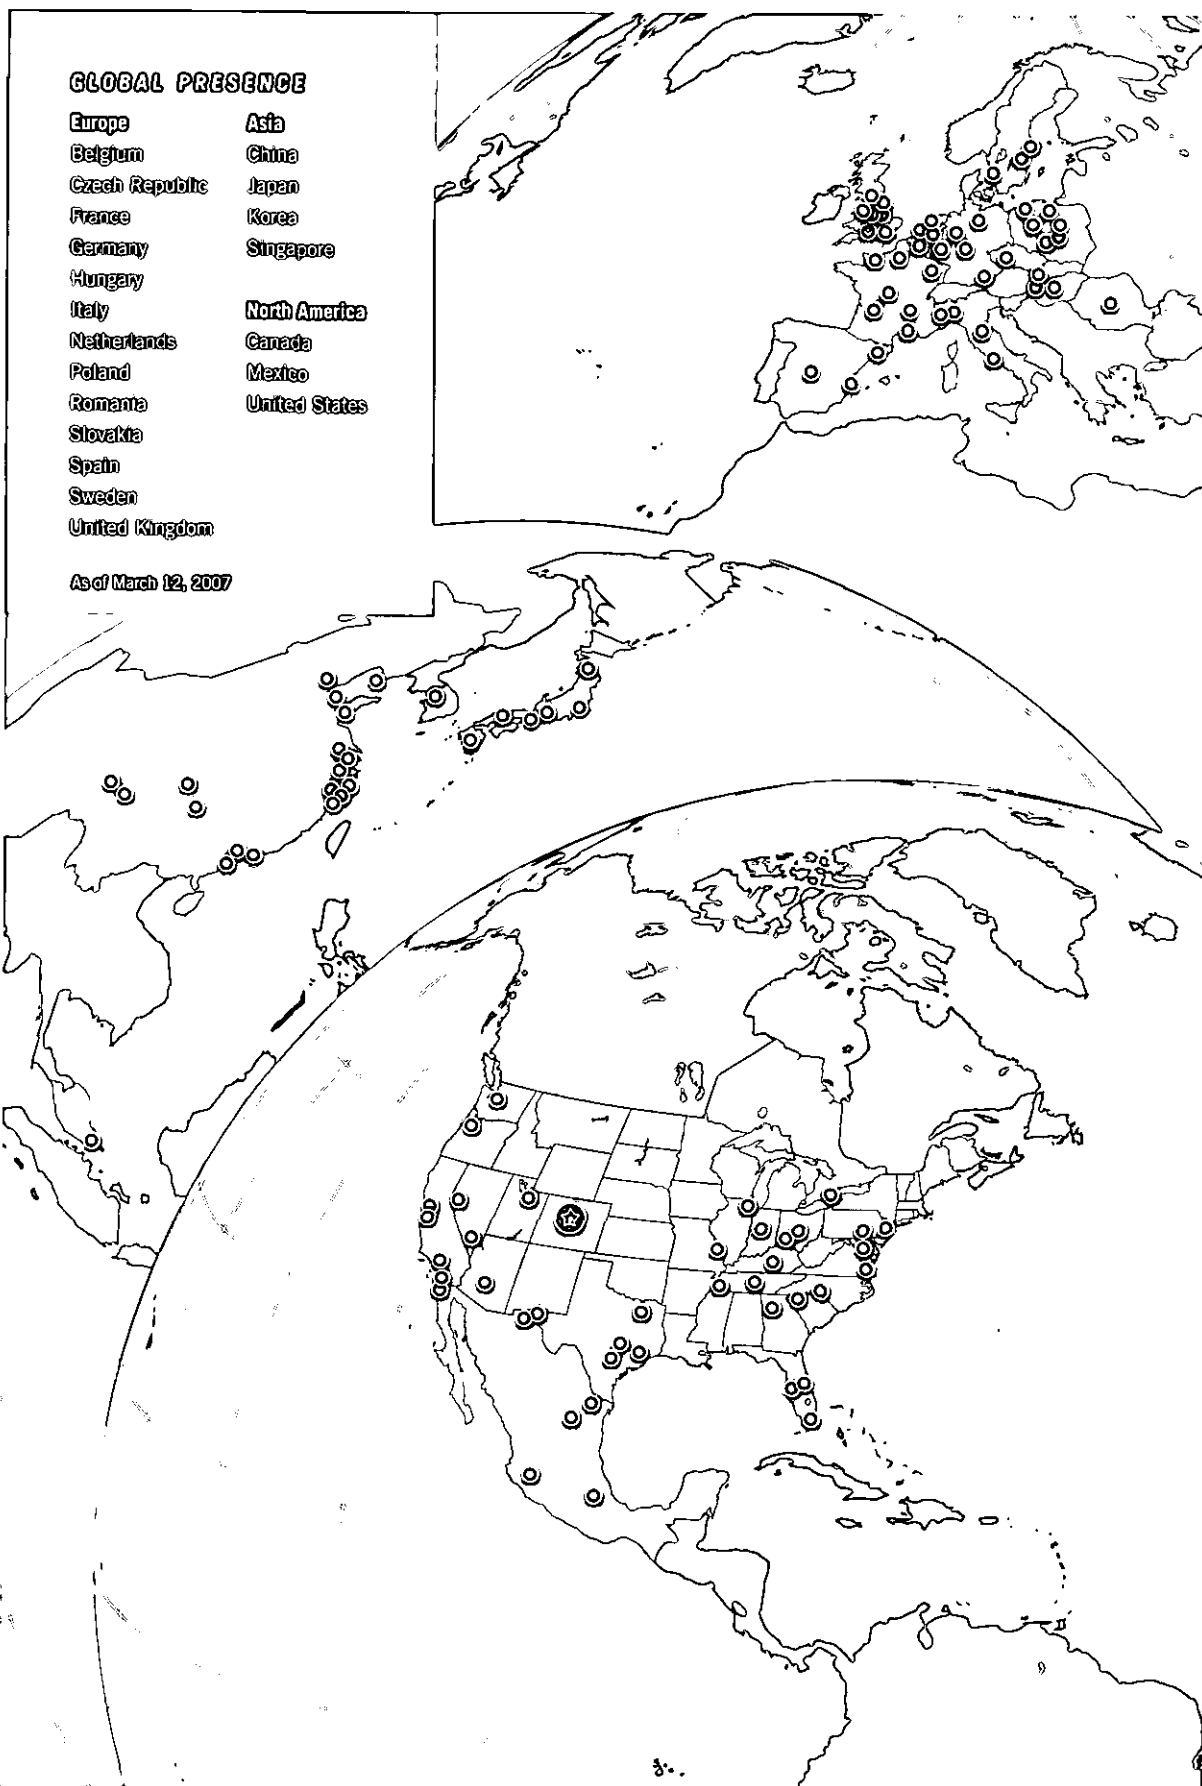 GLOBAL PRESENCE
Europe
Belgium
Czech Republic
France
Germany
Hungary
Italy
Netherlands
Poland
Romania
Slovakia
Spain
Sweden
United Kingdom
Asia
China
Japan
Korea
Singapore
North America
Canada
Mexico
United States
As of March 12, 2007